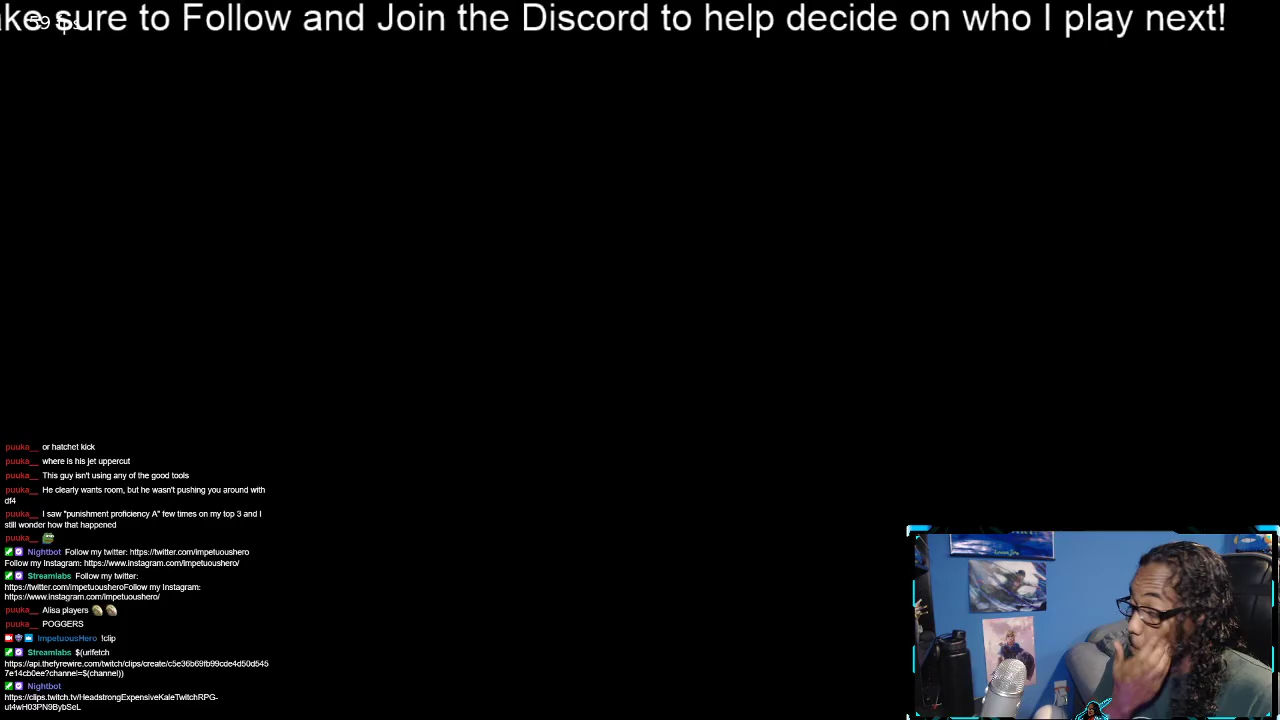 ke sure to Follow and Join the Discord to help decide on who I play next!
59
puuka__ or hatchet kick
puuka__ where is his jet uppercut
puuka__ This guy isn't using any of the good tools
puuka__ He clearly wants room, but he wasn't pushing you around with
df4
puuka__ I saw "punishment proficiency A" few times on my top 3 and I
still wonder how that happened
puuka__
Nightbot Follow my twitter: https://twitter.com/impetuoushero
Follow my Instagram: https://www.instagram.com/impetuoushero/
Streamlabs Follow my twitter:
https://twitter.com/impetuousheroFollow my Instagram:
https://www.instagram.com/impetuoushero/
puuka__ Alisa players
puuka__ POGGERS
ImpetuousHero !clip
Streamlabs $(urlfetch
https://api.thefyrewire.com/twitch/clips/create/c5e36b69fb99cde4d50d545
7e14cb0ee?channel=$(channel))
Nightbot
https://clips.twitch.tv/HeadstrongExpensiveKaleTwitchRPG-
ut4wH03PN9BybSeL